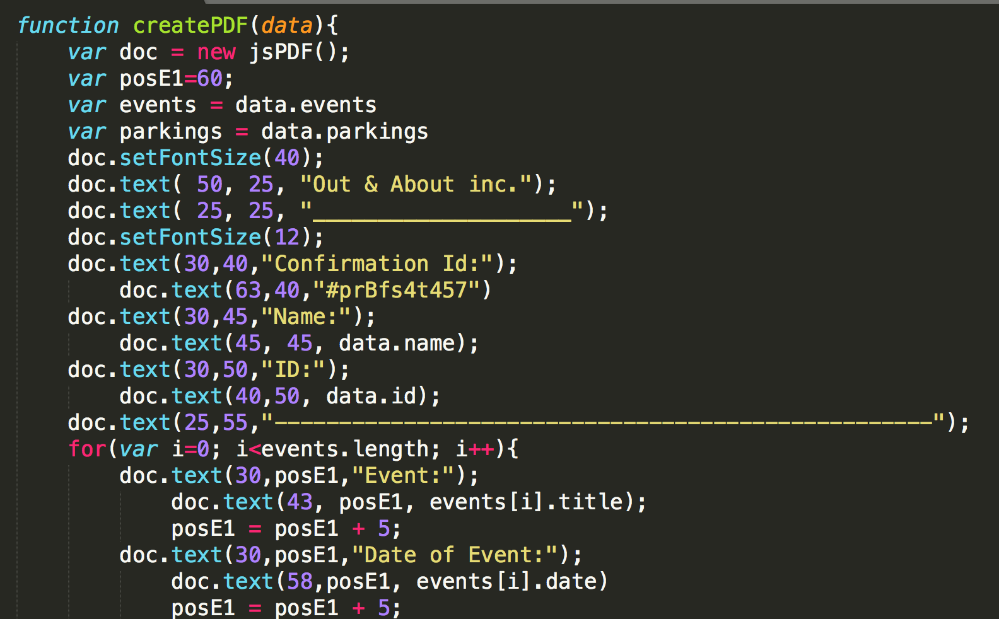 function createPDF(data){
    var doc = new jsPDF();
    var posE1=60;
    var events = data.events
    var parkings = data.parkings
    doc.setFontSize(40);
    doc.text( 50, 25, "Out & About inc.");
    doc.text( 25, 25, "____________________");
    doc.setFontSize(12);
    doc.text(30,40,"Confirmation Id:");
        doc.text(63,40,"#prBfs4t457")
    doc.text(30,45,"Name:");
        doc.text(45, 45, data.name);
    doc.text(30,50,"ID:");
        doc.text(40,50, data.id);
    doc.text(25,55,"---------------------------------------------------");
    for(var i=0; i<events.length; i++){
        doc.text(30,posE1,"Event:");
            doc.text(43, posE1, events[i].title);
            posE1 = posE1 + 5;
        doc.text(30,posE1,"Date of Event:");
            doc.text(58,posE1, events[i].date)
            posE1 = posE1 + 5;